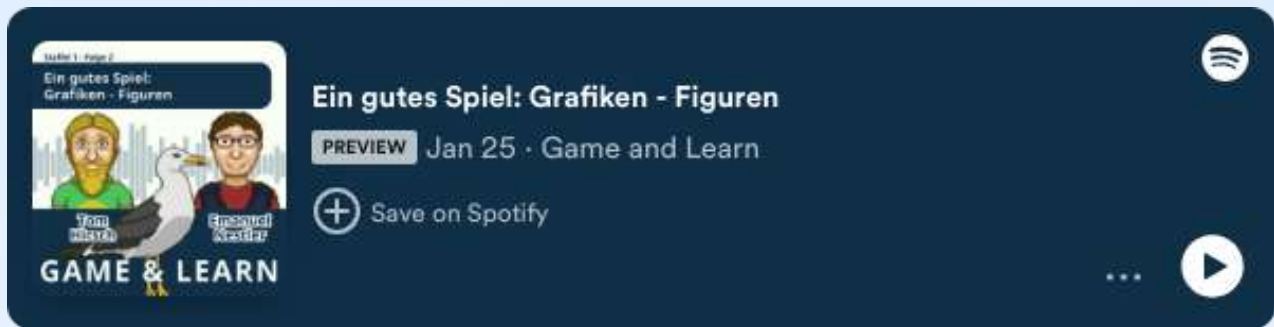 Staffel 1 · Folge 2
Ein gutes Spiel:
Grafiken - Figuren
Tom
Hirsch
Emanuel
Nestler
GAME & LEARN
Ein gutes Spiel: Grafiken - Figuren
PREVIEW Jan 25 · Game and Learn
Save on Spotify